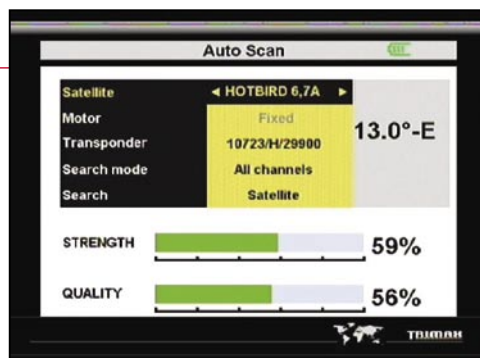 Auto Scan
Satellite ◄ HOTBIRD 6,7A ►
Motor Fixed
13.0°-E
Transponder 10723/H/29900
Search mode All channels
Search Satellite
STRENGTH 59%
QUALITY 56%
TRIMAX